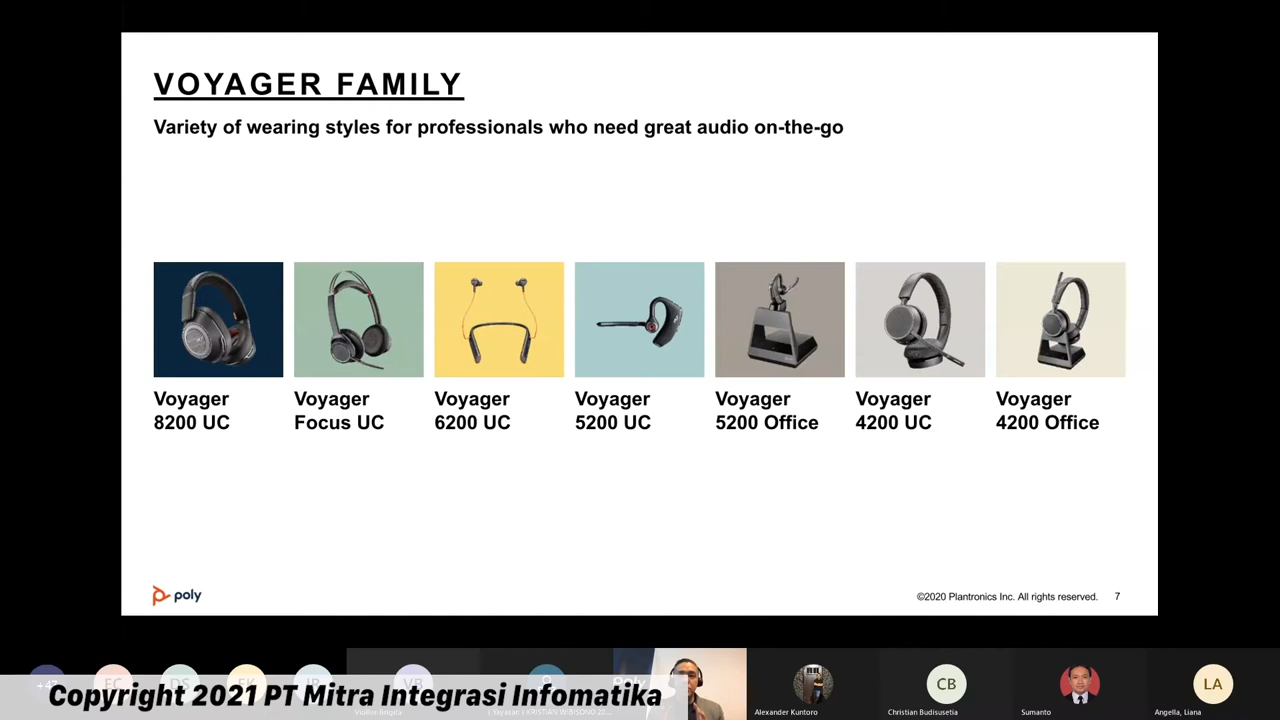 VOYAGER FAMILY
Variety of wearing styles for professionals who need great audio on-the-go
Voyager
8200 UC
Voyager
Focus UC
Voyager
6200 UC
Voyager
5200 UC
Voyager
5200 Office
Voyager
4200 UC
Voyager
4200 Office
poly
©2020 Plantronics Inc. All rights reserved. 7
CB
LA
Alexander Kuntoro
Christian Budisusetia
Sumanto
Angella, Liana
Copyright 2021 PT Mitra Integrasi Infomatika